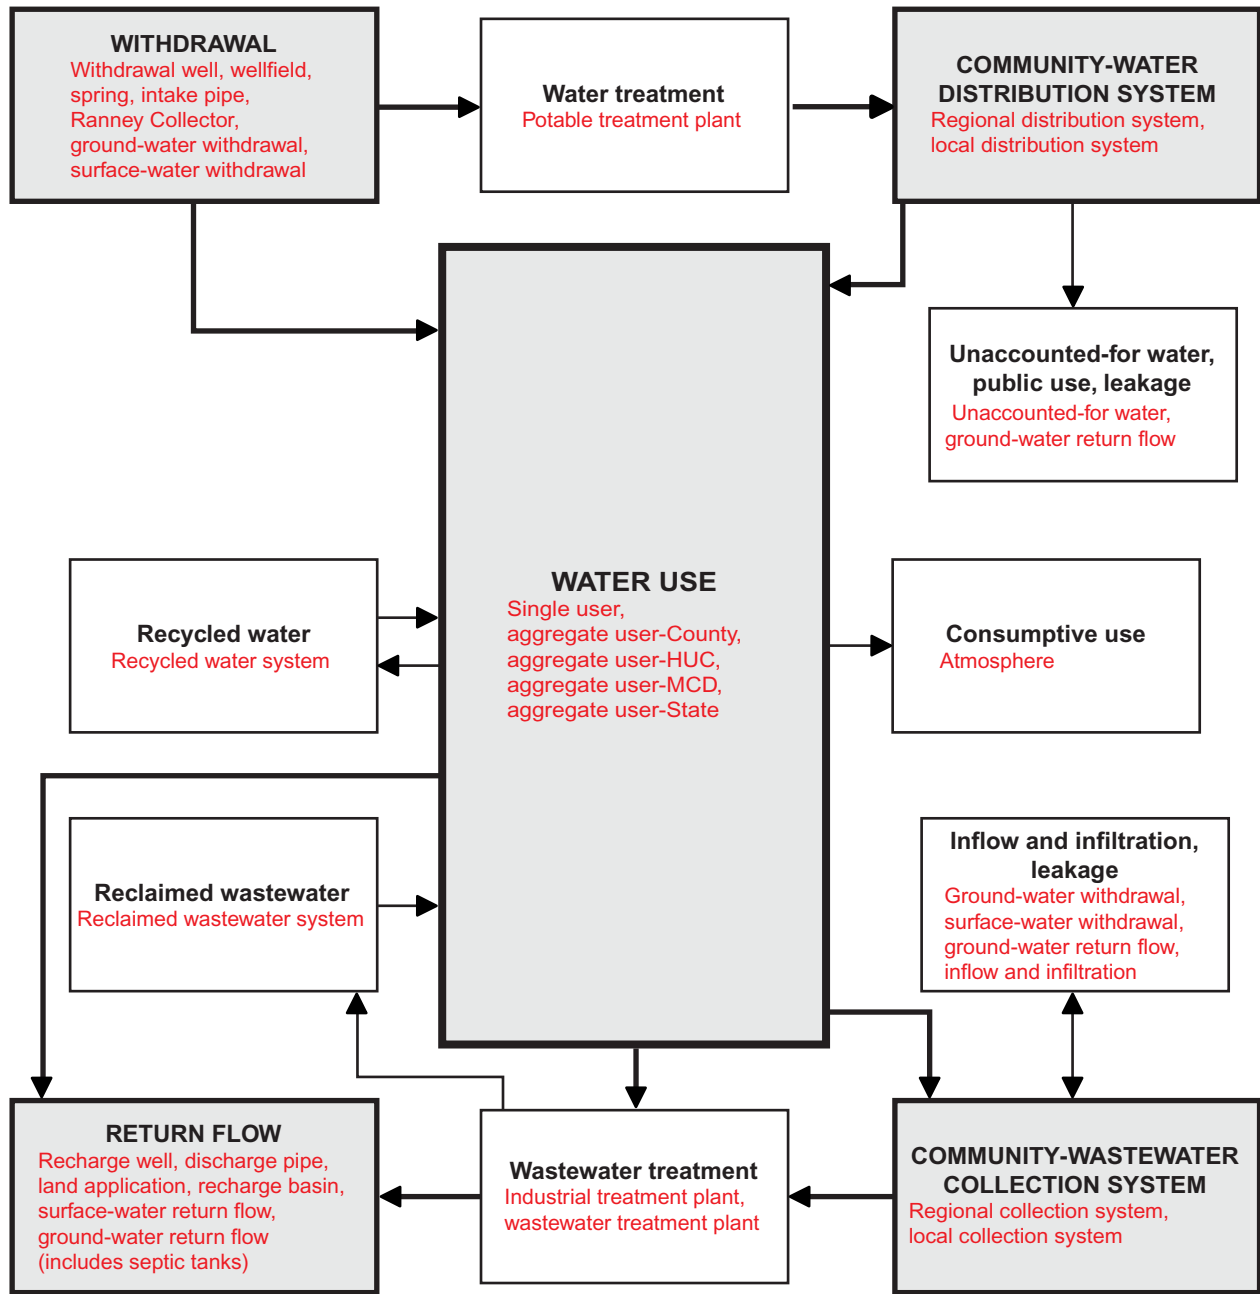 WITHDRAWAL
Withdrawal well, wellfield,
spring, intake pipe,
Ranney Collector,
ground-water withdrawal,
surface-water withdrawal
Water treatment
Potable treatment plant
COMMUNITY-WATER
DISTRIBUTION SYSTEM
Regional distribution system,
local distribution system
Unaccounted-for water,
public use, leakage
Unaccounted-for water,
ground-water return flow
WATER USE
Single user,
aggregate user-County,
aggregate user-HUC,
aggregate user-MCD,
aggregate user-State
Recycled water
Recycled water system
Consumptive use
Atmosphere
Reclaimed wastewater
Reclaimed wastewater system
Inflow and infiltration,
leakage
Ground-water withdrawal,
surface-water withdrawal,
ground-water return flow,
inflow and infiltration
RETURN FLOW
Recharge well, discharge pipe,
land application, recharge basin,
surface-water return flow,
ground-water return flow
(includes septic tanks)
Wastewater treatment
Industrial treatment plant,
wastewater treatment plant
COMMUNITY-WASTEWATER
COLLECTION SYSTEM
Regional collection system,
local collection system